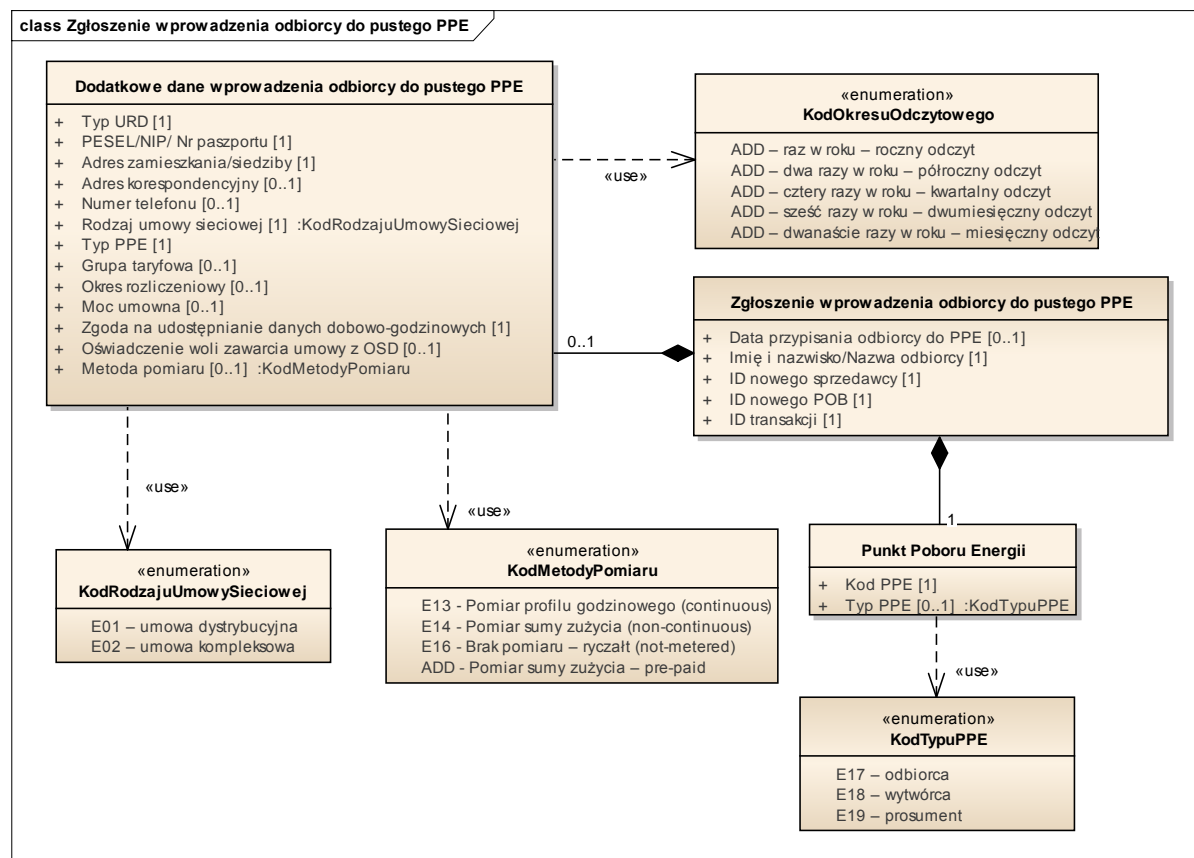 class Zgłoszenie wprowadzenia odbiorcy do pustego PPE
Dodatkowe dane wprowadzenia odbiorcy do pustego PPE
+ Typ URD [1]
+ PESEL/NIP/ Nr paszportu [1]
+ Adres zamieszkania/siedziby [1]
+ Adres korespondencyjny [0..1]
+ Numer telefonu [0..1]
+ Rodzaj umowy sieciowej [1] :KodRodzajuUmowySieciowej
+ Typ PPE [1]
+ Grupa taryfowa [0..1]
+ Okres rozliczeniowy [0..1]
+ Moc umowna [0..1]
+ Zgoda na udostępnianie danych dobowo-godzinowych [1]
+ Oświadczenie woli zawarcia umowy z OSD [0..1]
+ Metoda pomiaru [0..1] :KodMetodyPomiaru
«use»
«enumeration»
KodOkresuOdczytowego
ADD – raz w roku – roczny odczyt
ADD – dwa razy w roku – półroczny odczyt
ADD – cztery razy w roku – kwartalny odczyt
ADD – sześć razy w roku – dwumiesięczny odczyt
ADD – dwanaście razy w roku – miesięczny odczyt
0..1
Zgłoszenie wprowadzenia odbiorcy do pustego PPE
+ Data przypisania odbiorcy do PPE [0..1]
+ Imię i nazwisko/Nazwa odbiorcy [1]
+ ID nowego sprzedawcy [1]
+ ID nowego POB [1]
+ ID transakcji [1]
«use»
«use»
1
«enumeration»
KodRodzajuUmowySieciowej
E01 – umowa dystrybucyjna
E02 – umowa kompleksowa
«enumeration»
KodMetodyPomiaru
E13 - Pomiar profilu godzinowego (continuous)
E14 - Pomiar sumy zużycia (non-continuous)
E16 - Brak pomiaru – ryczałt (not-metered)
ADD - Pomiar sumy zużycia – pre-paid
Punkt Poboru Energii
+ Kod PPE [1]
+ Typ PPE [0..1] :KodTypuPPE
«use»
«enumeration»
KodTypuPPE
E17 – odbiorca
E18 – wytwórca
E19 – prosument